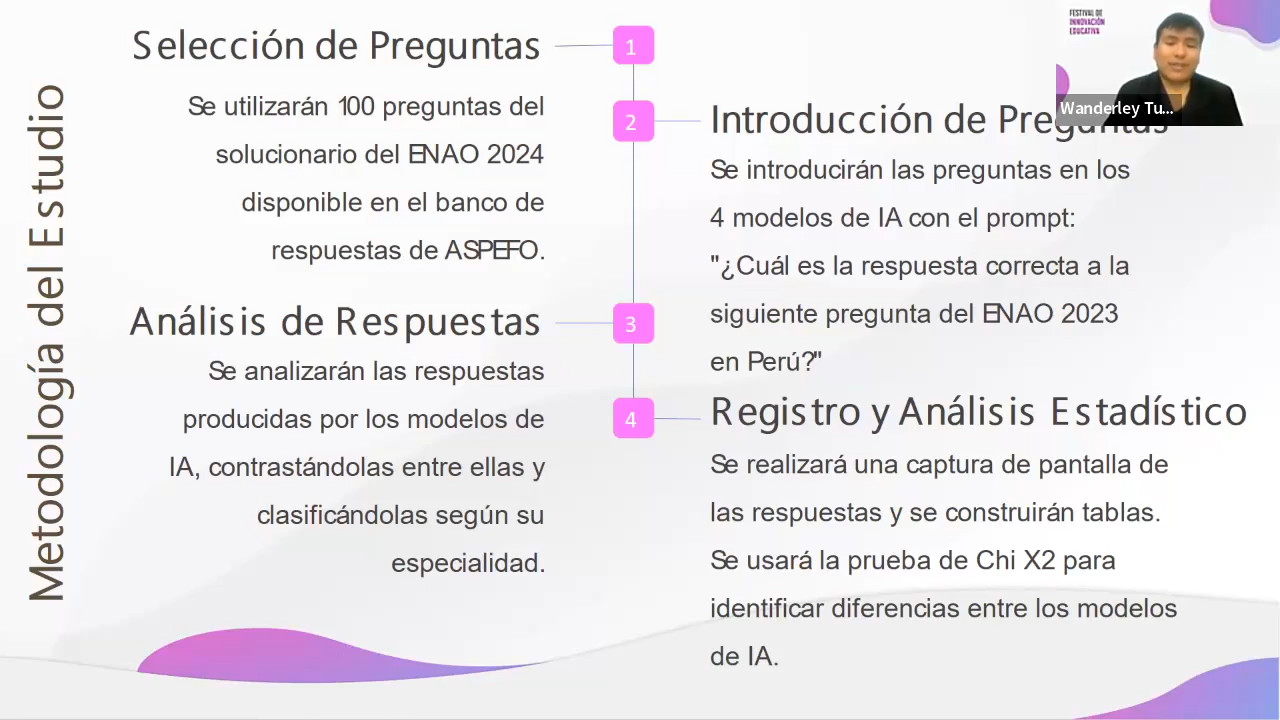 Metodología del Estudio
Selección de Preguntas
1
Se utilizarán 100 preguntas del
solucionario del ENAO 2024
disponible en el banco de
respuestas de ASPEFO.
2
Introducción de Preguntas
Se introducirán las preguntas en los
4 modelos de IA con el prompt:
"¿Cuál es la respuesta correcta a la
siguiente pregunta del ENAO 2023
en Perú?"
Análisis de Respuestas
3
Se analizarán las respuestas
producidas por los modelos de
IA, contrastándolas entre ellas y
clasificándolas según su
especialidad.
4
Registro y Análisis Estadístico
Se realizará una captura de pantalla de
las respuestas y se construirán tablas.
Se usará la prueba de Chi X2 para
identificar diferencias entre los modelos
de IA.
FESTIVAL DE
INNOVACIÓN
EDUCATIVA
Wanderley Tu...